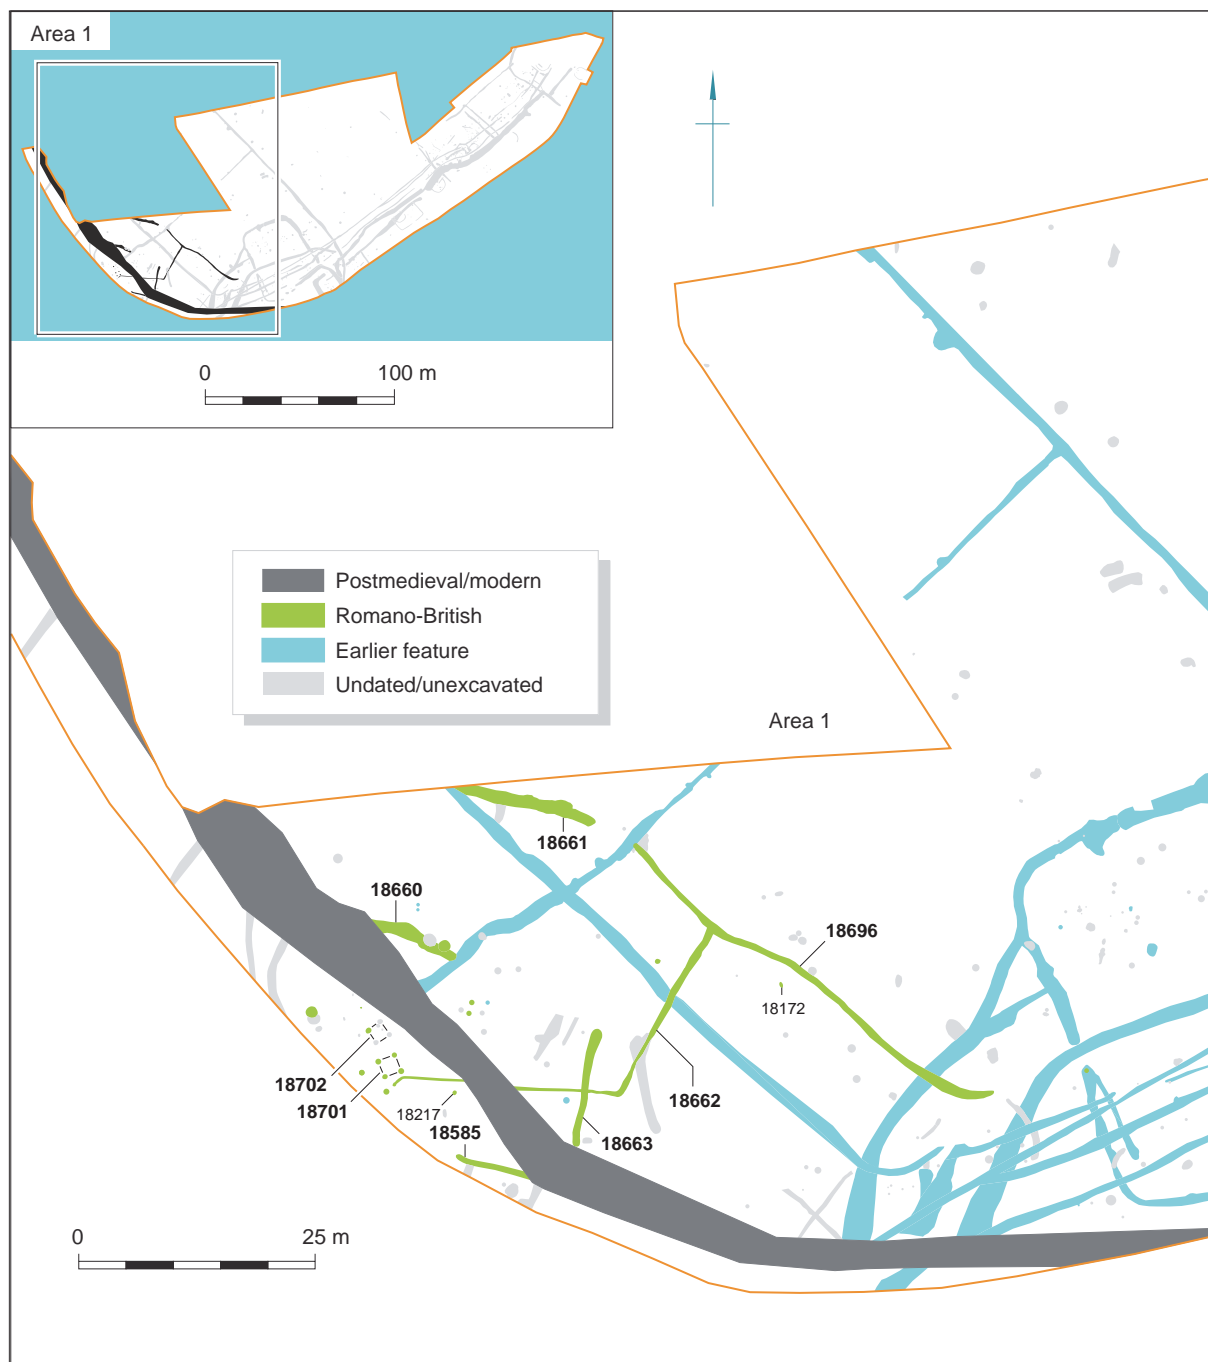 Area 1
0 100 m
Postmedieval/modern
Romano-British
Earlier feature
Undated/unexcavated
Area 1
18661
18660
18696
18172
18702
18701
18217
18585
18662
18663
0 25 m